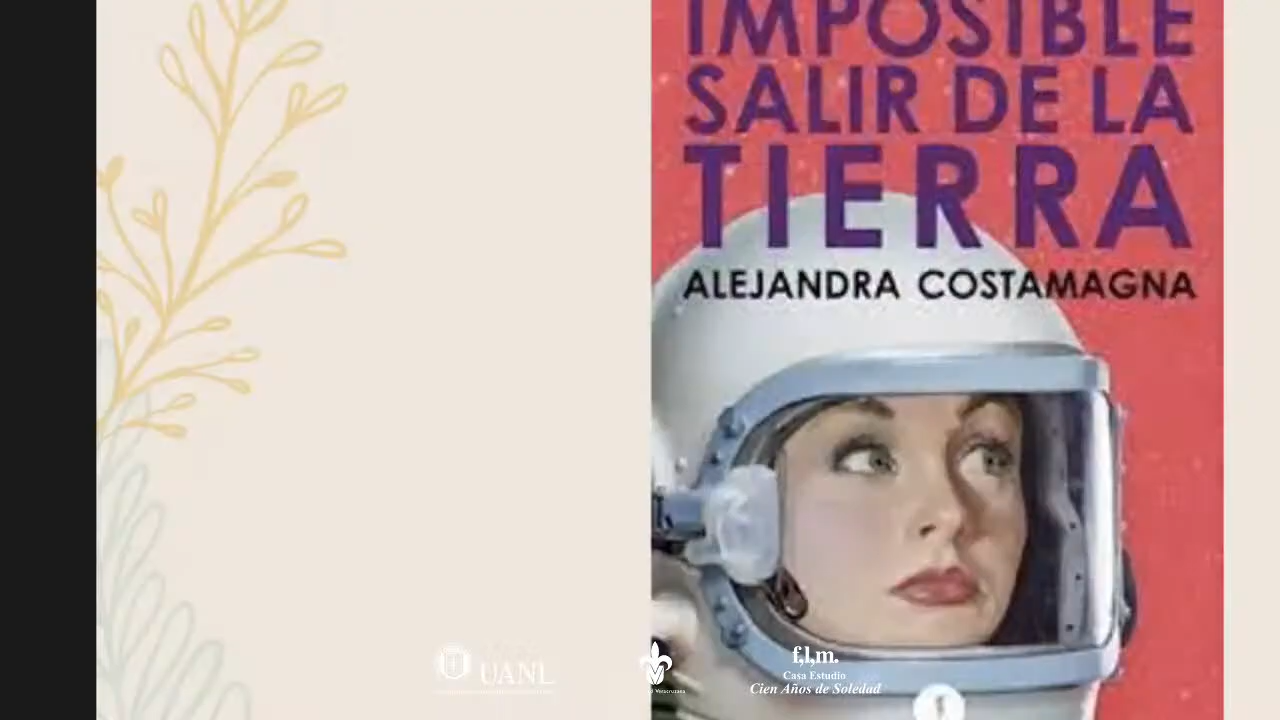 IMPOSIBLE
SALIR DE LA
TIERRA
ALEJANDRA COSTAMAGNA
UANL
f,l,m.
Casa Estudio
Cien Años de Soledad